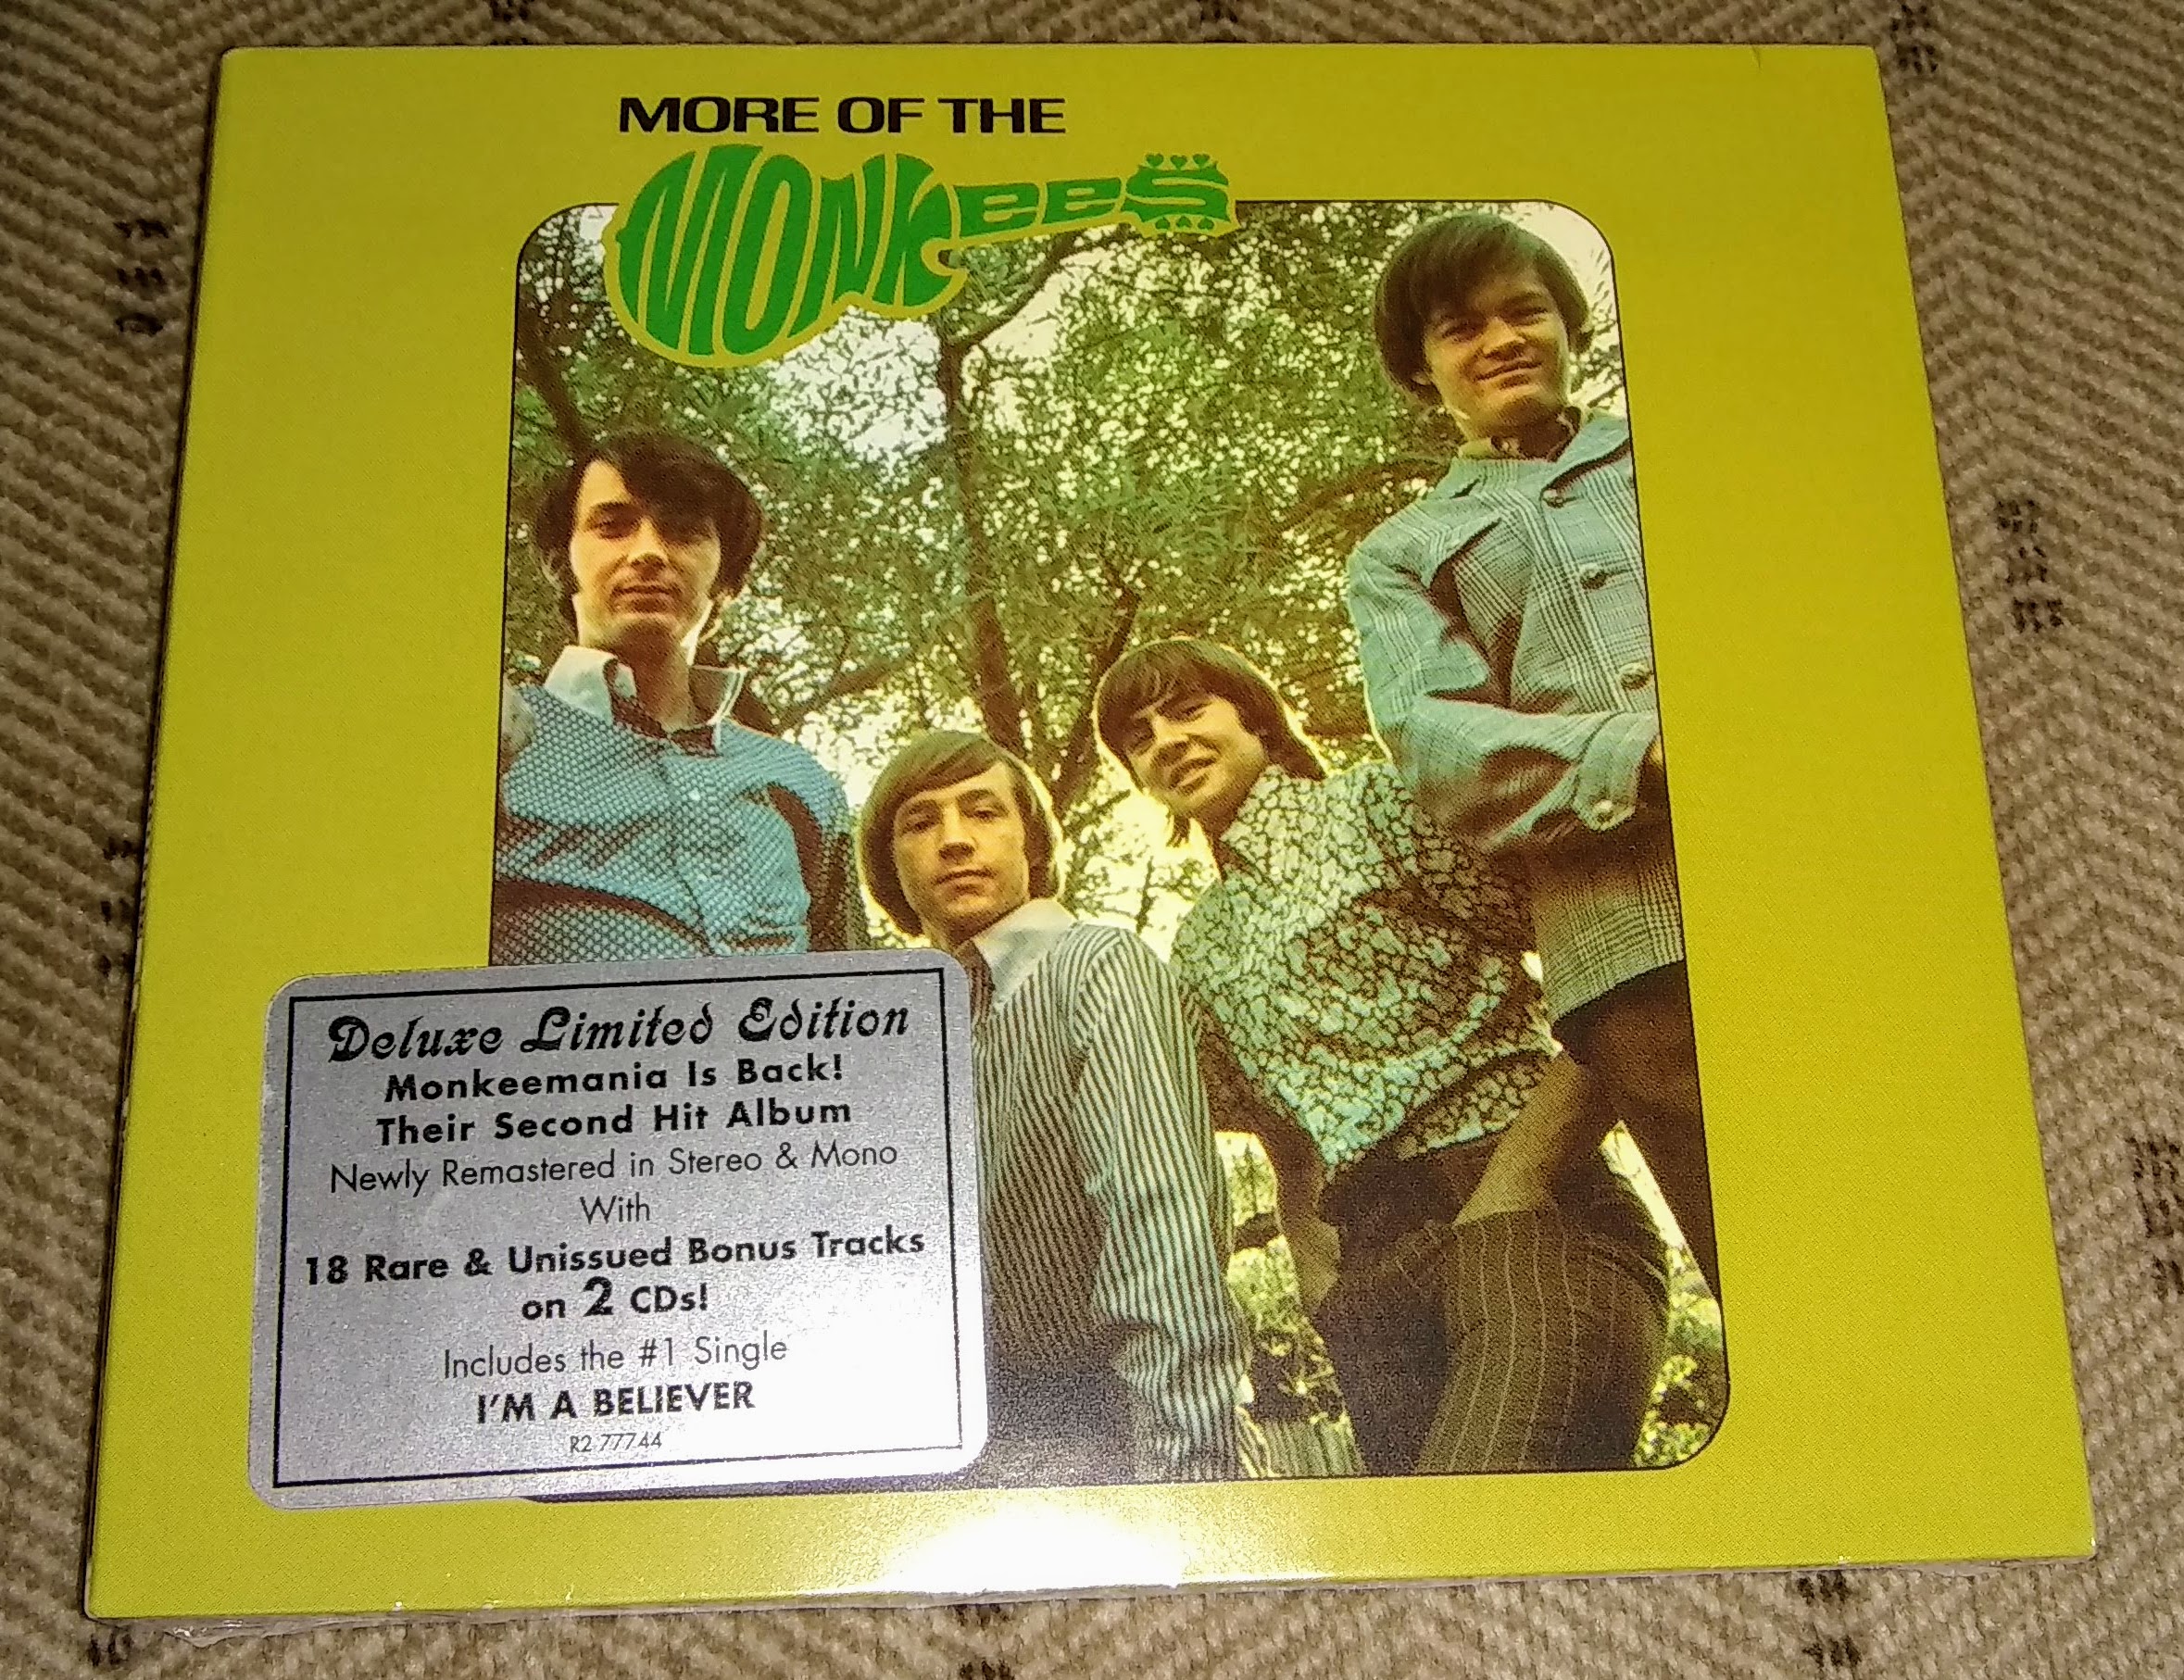 MORE OF THE
MONKEES
Deluxe Limited Edition
Monkeemania Is Back!
Their Second Hit Album
Newly Remastered in Stereo & Mono
With
18 Rare & Unissued Bonus Tracks
on 2 CDs!
Includes the #1 Single
I'M A BELIEVER
R2 77744